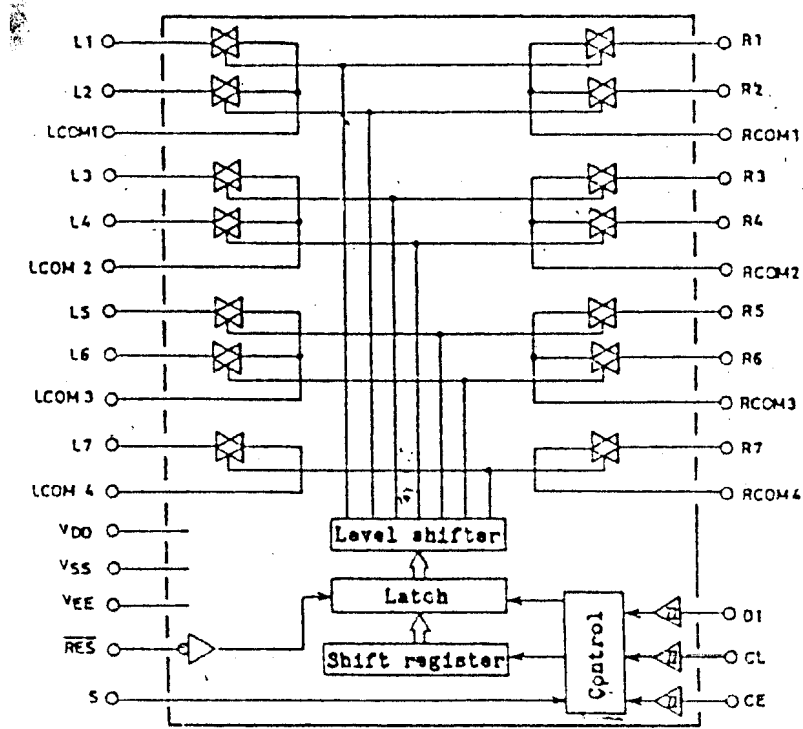 L1 R1
L2 R2
LCOM1 RCOM1
L3 R3
L4 R4
LCOM 2 RCOM2
L5 R5
L6 R6
LCOM 3 RCOM3
L7 R7
LCOM 4 RCOM4
VDD
Level shifter
VSS
Latch
VEE
DI
RES
Shift register
Control
CL
S
CE